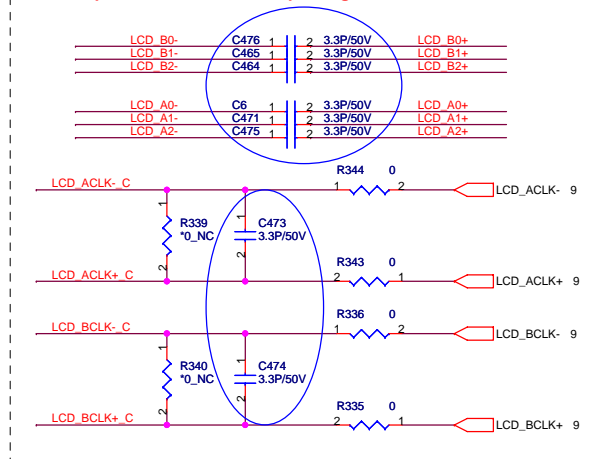 LCD_B0- C476 1 2 3.3P/50V LCD_B0+
LCD_B1- C465 1 2 3.3P/50V LCD_B1+
LCD_B2- C464 1 2 3.3P/50V LCD_B2+
LCD_A0- C6 1 2 3.3P/50V LCD_A0+
LCD_A1- C471 1 2 3.3P/50V LCD_A1+
LCD_A2- C475 1 2 3.3P/50V LCD_A2+
R344 0
LCD_ACLK-_C 1 2 LCD_ACLK- 9
1 1
R339 C473
*0_NC 3.3P/50V
2 2
R343 0
LCD_ACLK+_C 2 1 LCD_ACLK+ 9
R336 0
LCD_BCLK-_C 1 2 LCD_BCLK- 9
1 1
R340 C474
*0_NC 3.3P/50V
2 2
R335 0
LCD_BCLK+_C 2 1 LCD_BCLK+ 9